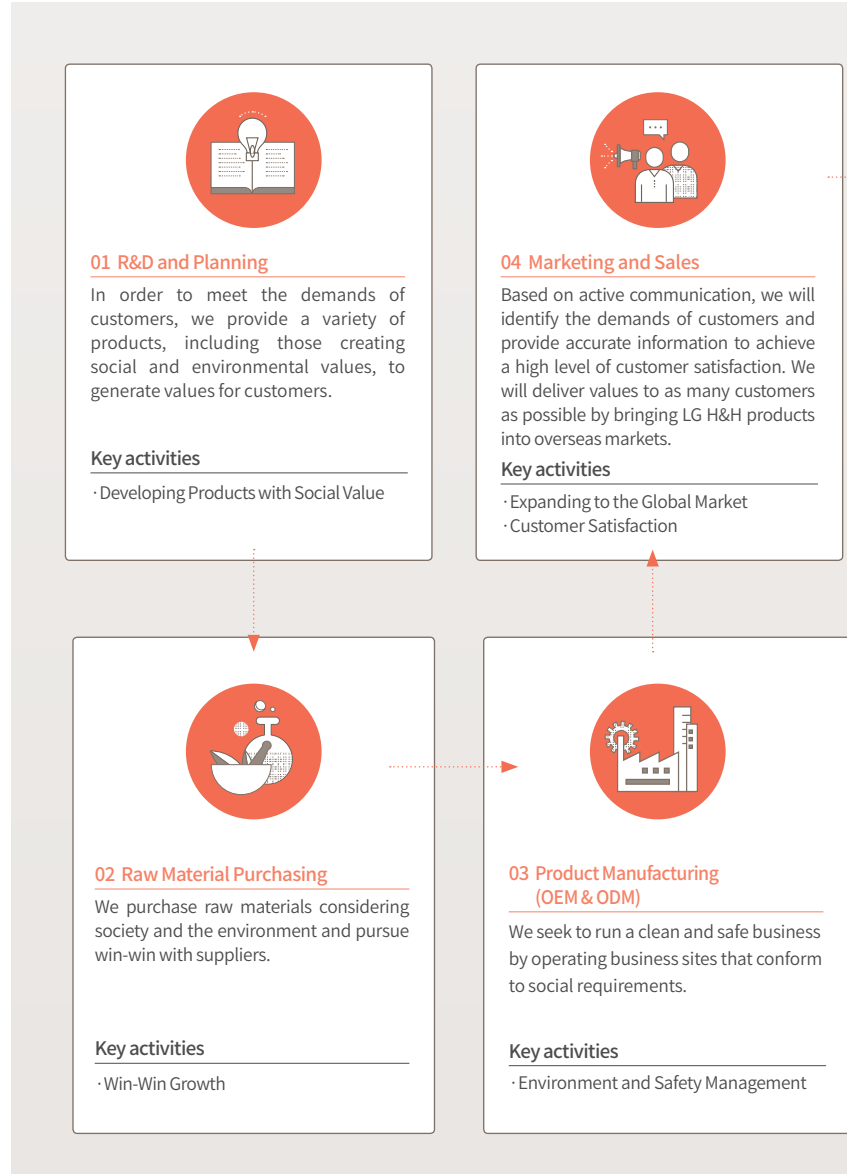 01 R&D and Planning
In order to meet the demands of
customers, we provide a variety of
products, including those creating
social and environmental values, to
generate values for customers.
Key activities
· Developing Products with Social Value
02 Raw Material Purchasing
We purchase raw materials considering
society and the environment and pursue
win-win with suppliers.
Key activities
· Win-Win Growth
03 Product Manufacturing
(OEM & ODM)
We seek to run a clean and safe business
by operating business sites that conform
to social requirements.
Key activities
· Environment and Safety Management
04 Marketing and Sales
Based on active communication, we will
identify the demands of customers and
provide accurate information to achieve
a high level of customer satisfaction. We
will deliver values to as many customers
as possible by bringing LG H&H products
into overseas markets.
Key activities
· Expanding to the Global Market
· Customer Satisfaction